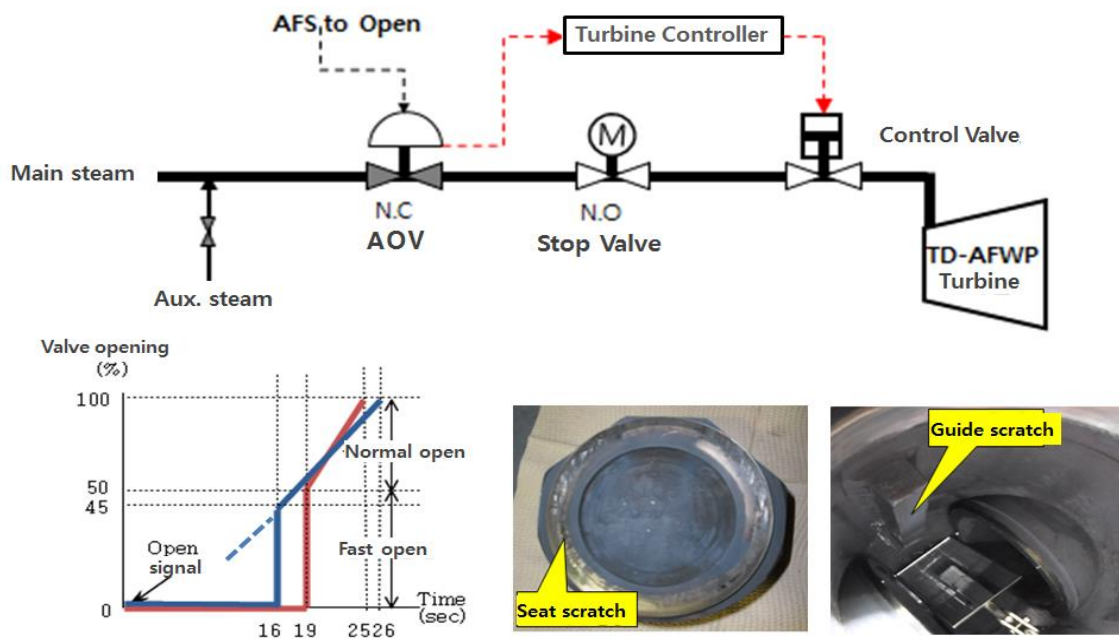 AFS to Open
Turbine Controller
M
Control Valve
Main steam
N.C
AOV
N.O
Stop Valve
Aux. steam
TD-AFWP
Turbine
Valve opening
(%)
100
50
45
0
Normal open
Fast open
Open
signal
Time
(sec)
16 19 25 26
Seat scratch
Guide scratch